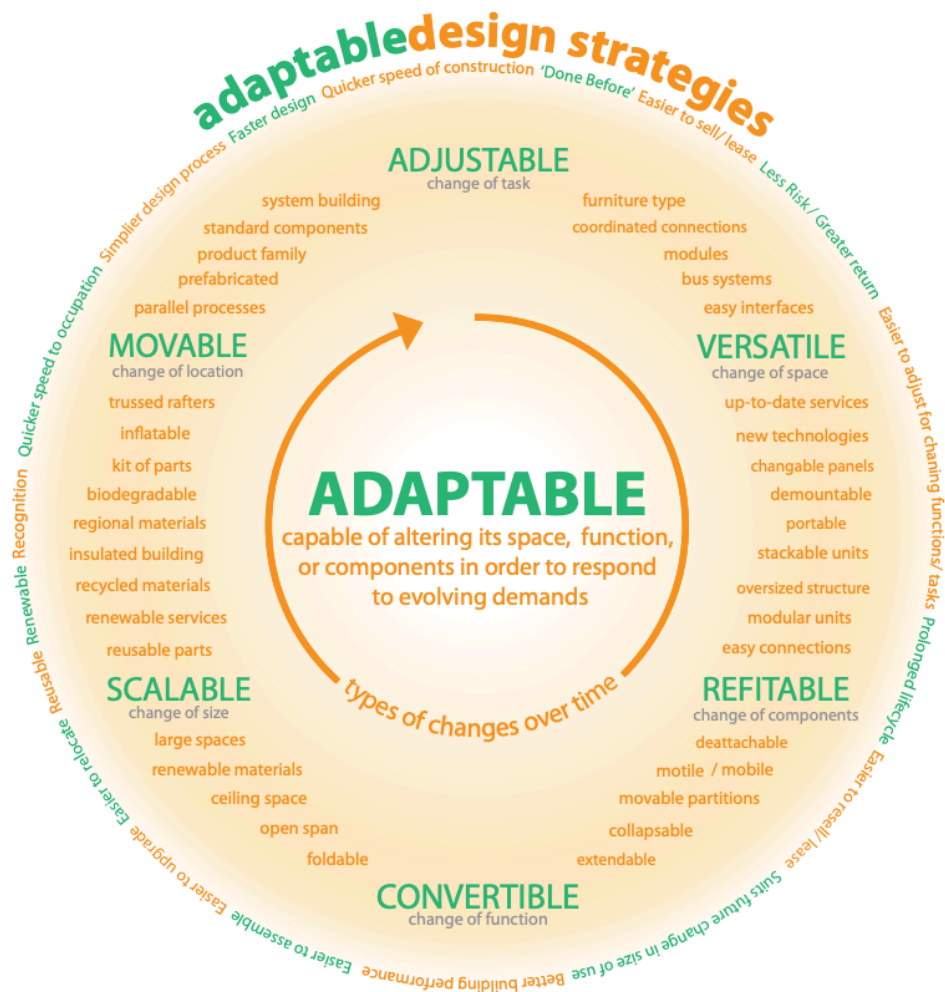 adaptabledesign strategies
Simplier design process
Faster design
Quicker speed of construction
'Done Before'
Easier to sell/ lease
Less Risk / Greater return
Easier to adjust for chaning functions/ tasks
Prolonged lifecycle
Easier to resell/ lease
Suits future change in size of use
Better building performance
Easier to assemble
Easier to upgrade
Easier to relocate
Reusable
Renewable
Recognition
Quicker speed to occupation
ADJUSTABLE
change of task
furniture type
coordinated connections
modules
bus systems
easy interfaces
VERSATILE
change of space
up-to-date services
new technologies
changable panels
demountable
portable
stackable units
oversized structure
modular units
easy connections
REFITABLE
change of components
deattachable
motile / mobile
movable partitions
collapsable
extendable
CONVERTIBLE
change of function
system building
standard components
product family
prefabricated
parallel processes
MOVABLE
change of location
trussed rafters
inflatable
kit of parts
biodegradable
regional materials
insulated building
recycled materials
renewable services
reusable parts
SCALABLE
change of size
large spaces
renewable materials
ceiling space
open span
foldable
ADAPTABLE
capable of altering its space, function,
or components in order to respond
to evolving demands
types of changes over time